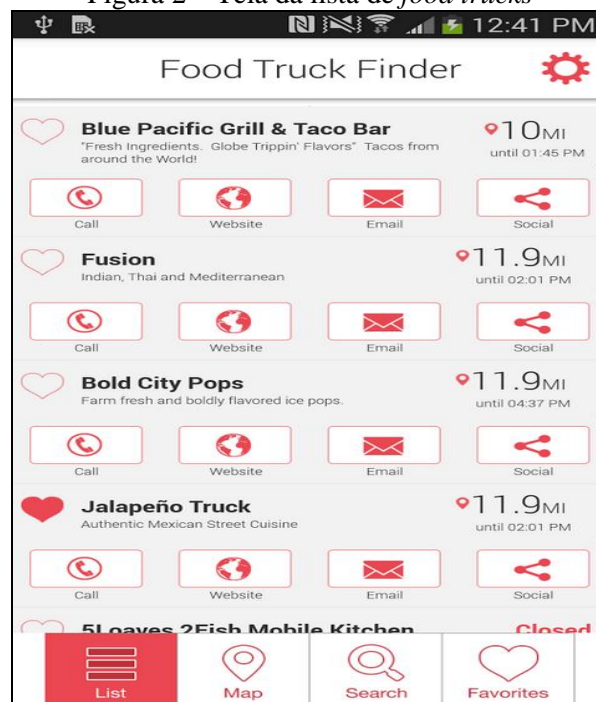 Figura 2 – Tela da lista de food trucks
12:41 PM
Food Truck Finder
Blue Pacific Grill & Taco Bar
10MI
"Fresh Ingredients. Globe Trippin' Flavors" Tacos from
around the World!
until 01:45 PM
Call Website Email Social
Fusion
11.9MI
Indian, Thai and Mediterranean
until 02:01 PM
Call Website Email Social
Bold City Pops
11.9MI
Farm fresh and boldly flavored ice pops.
until 04:37 PM
Call Website Email Social
Jalapeño Truck
11.9MI
Authentic Mexican Street Cuisine
until 02:01 PM
Call Website Email Social
5Loaves 2Fish Mobile Kitchen
Closed
List Map Search Favorites